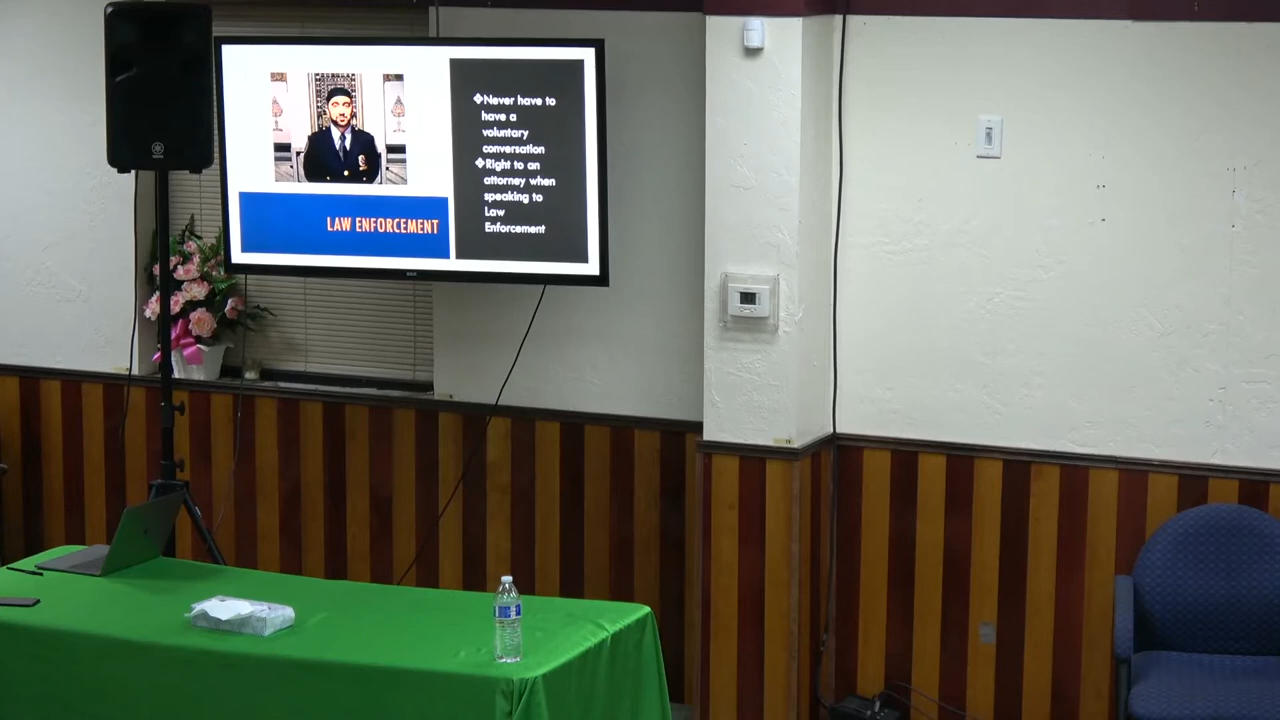 LAW ENFORCEMENT
❖Never have to
have a
voluntary
conversation
❖Right to an
attorney when
speaking to
Law
Enforcement